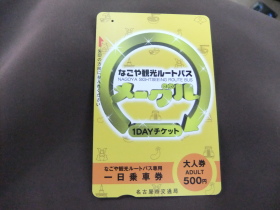 なごや観光ルートバス
NAGOYA SIGHTSEEING ROUTE BUS
メーグル
1DAYチケット
なごや観光ルートバス専用
一日乗車券
大人券
ADULT
500円
名古屋市交通局